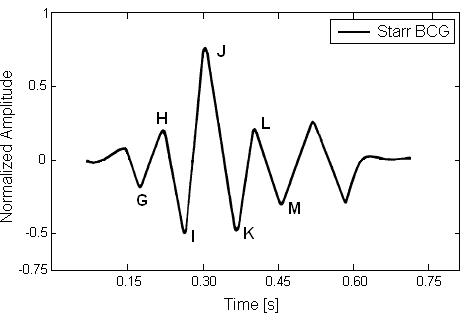 1
Starr BCG
J
0.5
H
L
0
G
M
-0.5
I
K
-0.75
0.15
0.30
0.45
0.60
0.75
Normalized Amplitude
Time [s]